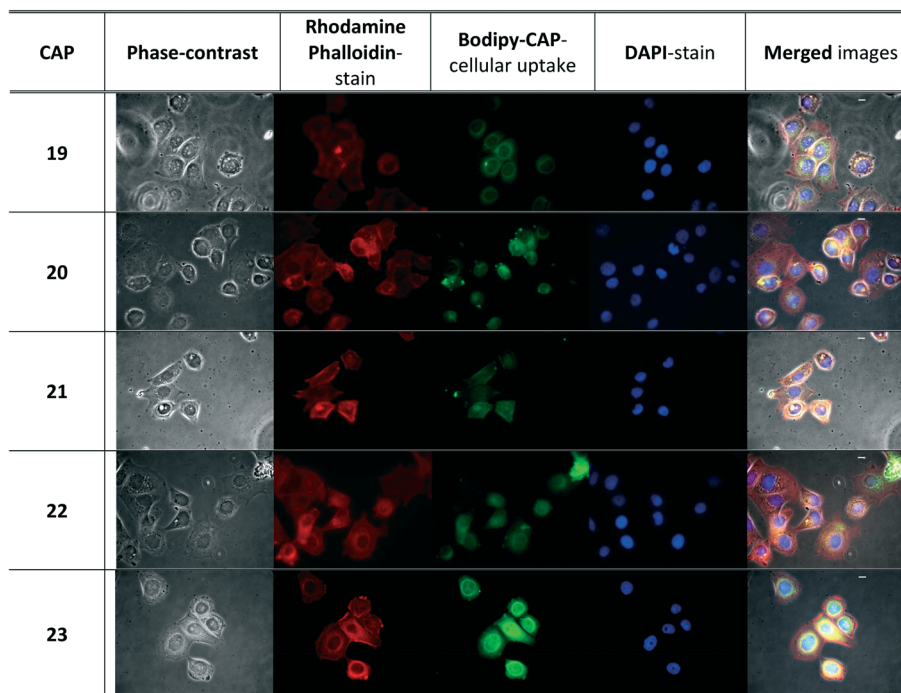 CAP
Phase-contrast
Rhodamine
Phalloidin-
stain
Bodipy-CAP-
cellular uptake
DAPI-stain
Merged images
19
20
21
22
23